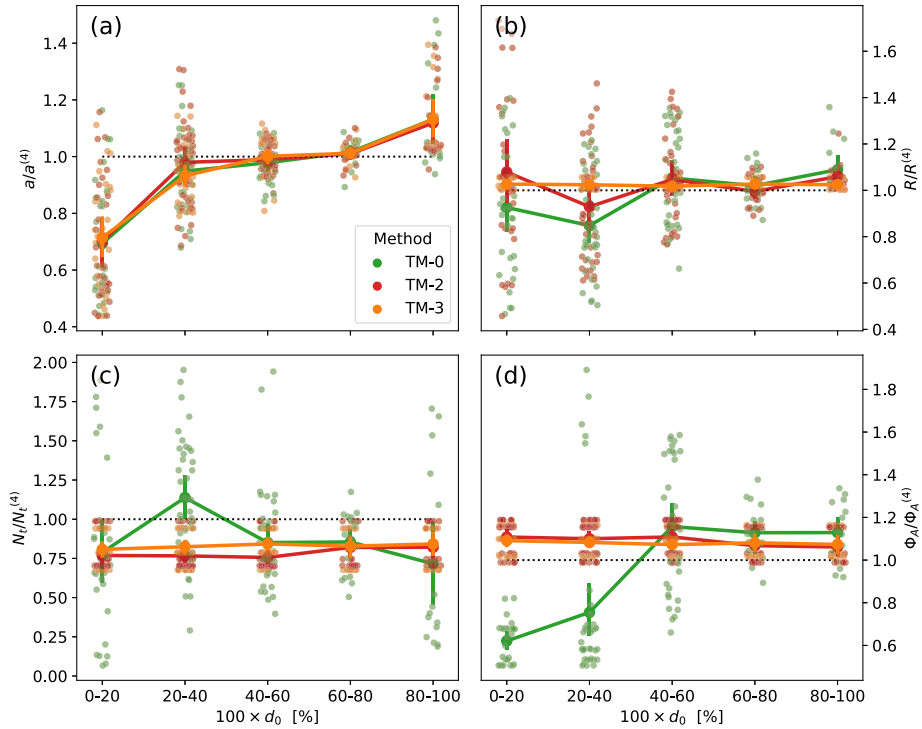 (a)
a/a⁽⁴⁾
1.4
1.2
1.0
0.8
0.6
0.4
Method
TM-0
TM-2
TM-3
(b)
1.6
1.4
1.2
1.0
0.8
0.6
0.4
R/R⁽⁴⁾
(c)
Nₜ/Nₜ⁽⁴⁾
2.00
1.75
1.50
1.25
1.00
0.75
0.50
0.25
0.00
0-20 20-40 40-60 60-80 80-100
100 × d₀ [%]
(d)
1.8
1.6
1.4
1.2
1.0
0.8
0.6
Φ_A/Φ_A⁽⁴⁾
0-20 20-40 40-60 60-80 80-100
100 × d₀ [%]